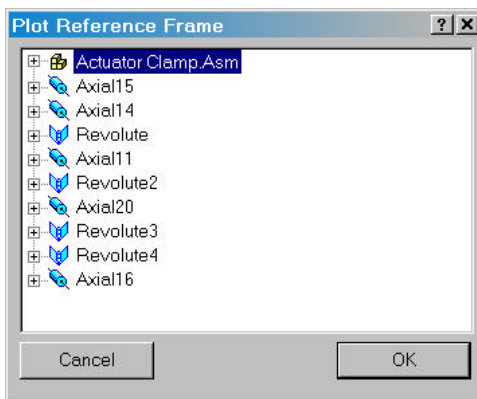 Plot Reference Frame
Actuator Clamp.Asm
Axial15
Axial14
Revolute
Axial11
Revolute2
Axial20
Revolute3
Revolute4
Axial16
Cancel OK